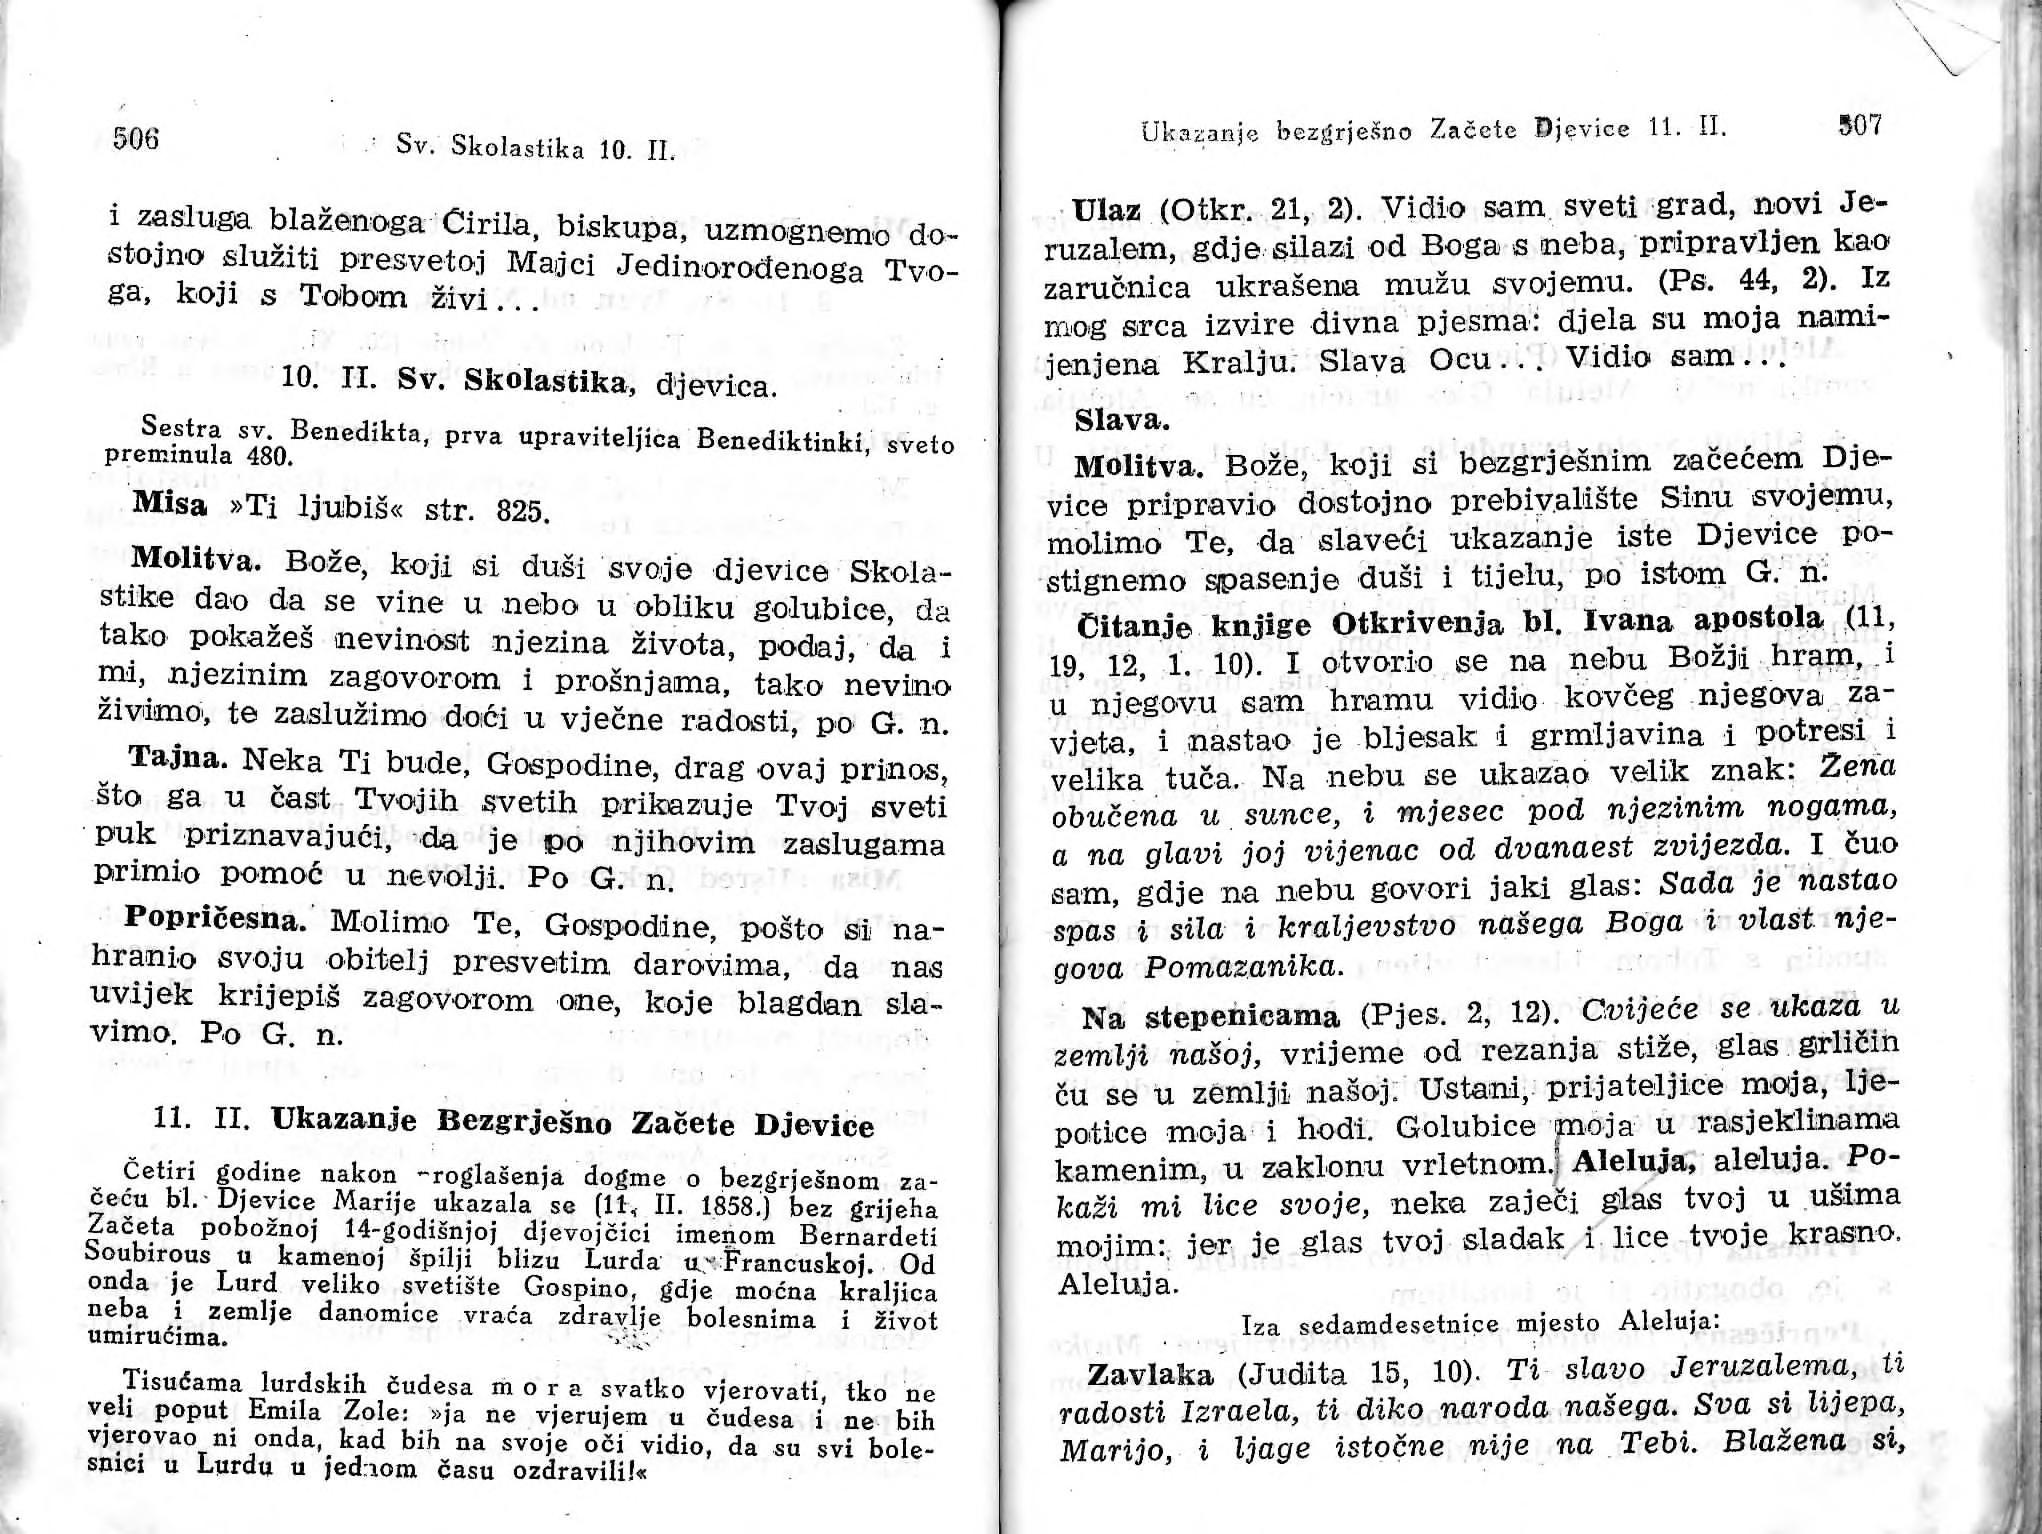 506
Sv. Skolastika 10. II.
i zasluga blaženoga Ćirila, biskupa, uzmognemo do-
stojno služiti presvetoj Majci Jedinorođenoga Tvo-
ga, koji s Tobom živi...
10. II. Sv. Skolastika, djevica.
Sestra sv. Benedikta, prva upraviteljica Benediktinki, sveto
preminula 480.
Misa »Ti ljubiš« str. 825.
Molitva. Bože, koji si duši svoje djevice Skola-
stike dao da se vine u nebo u obliku golubice, da
tako pokažeš nevinost njezina života, podaj, da i
mi, njezinim zagovorom i prošnjama, tako nevino
živimo, te zaslužimo doći u vječne radosti, po G. n.
Tajna. Neka Ti bude, Gospodine, drag ovaj prinos,
što ga u čast Tvojih svetih prikazuje Tvoj sveti
puk priznavajući, da je po njihovim zaslugama
primio pomoć u nevolji. Po G. n.
Popričesna. Molimo Te, Gospodine, pošto si na-
hranio svoju obitelj presvetim darovima, da nas
uvijek krijepiš zagovorom one, koje blagdan sla-
vimo. Po G. n.
11. II. Ukazanje Bezgrješno Začete Djevice
Četiri godine nakon roglašenja dogme o bezgrješnom za-
čeću bl. Djevice Marije ukazala se (11, II. 1858.) bez grijeha
Začeta pobožnoj 14-godišnjoj djevojčici imenom Bernardeti
Soubirous u kamenoj špilji blizu Lurda u Francuskoj. Od
onda je Lurd veliko svetište Gospino, gdje moćna kraljica
neba i zemlje danomice vraća zdravlje bolesnima i život
umirućima.
Tisućama lurdskih čudesa mora svatko vjerovati, tko ne
veli poput Emila Zole: »ja ne vjerujem u čudesa i ne bih
vjerovao ni onda, kad bih na svoje oči vidio, da su svi bole-
snici u Lurdu u jednom času ozdravili!«
Ukazanje bezgrješno Začete Djevice 11. II.
507
Ulaz (Otkr. 21, 2). Vidio sam sveti grad, novi Je-
ruzalem, gdje silazi od Boga s neba, pripravljen kao
zaručnica ukrašena mužu svojemu. (Ps. 44, 2). Iz
mog srca izvire divna pjesma: djela su moja nami-
jenjena Kralju. Slava Ocu... Vidio sam...
Slava.
Molitva. Bože, koji si bezgrješnim začećem Dje-
vice pripravio dostojno prebivalište Sinu svojemu,
molimo Te, da slaveći ukazanje iste Djevice po-
stignemo spasenje duši i tijelu, po istom G. n.
Čitanje knjige Otkrivenja bl. Ivana apostola (11,
19, 12, 1. 10). I otvorio se na nebu Božji hram, i
u njegovu sam hramu vidio kovčeg njegova za-
vjeta, i nastao je bljesak i grmljavina i potresi i
velika tuča. Na nebu se ukazao velik znak: Žena
obučena u sunce, i mjesec pod njezinim nogama,
a na glavi joj vijenac od dvanaest zvijezda. I čuo
sam, gdje na nebu govori jaki glas: Sada je nastao
spas i sila i kraljevstvo našega Boga i vlast nje-
gova Pomazanika.
Na stepenicama (Pjes. 2, 12). Cvijeće se ukaza u
zemlji našoj, vrijeme od rezanja stiže, glas grličin
ču se u zemlji našoj. Ustani, prijateljice moja, lje-
potice moja i hodi. Golubice moja u rasjeklinama
kamenim, u zaklonu vrletnom. Aleluja, aleluja. Po-
kaži mi lice svoje, neka zaječi glas tvoj u ušima
mojim: jer je glas tvoj sladak i lice tvoje krasno.
Aleluja.
Iza sedamdesetnice mjesto Aleluja:
Zavlaka (Judita 15, 10). Ti slavo Jeruzalema, ti
radosti Izraela, ti diko naroda našega. Sva si lijepa,
Marijo, i ljage istočne nije na Tebi. Blažena si,